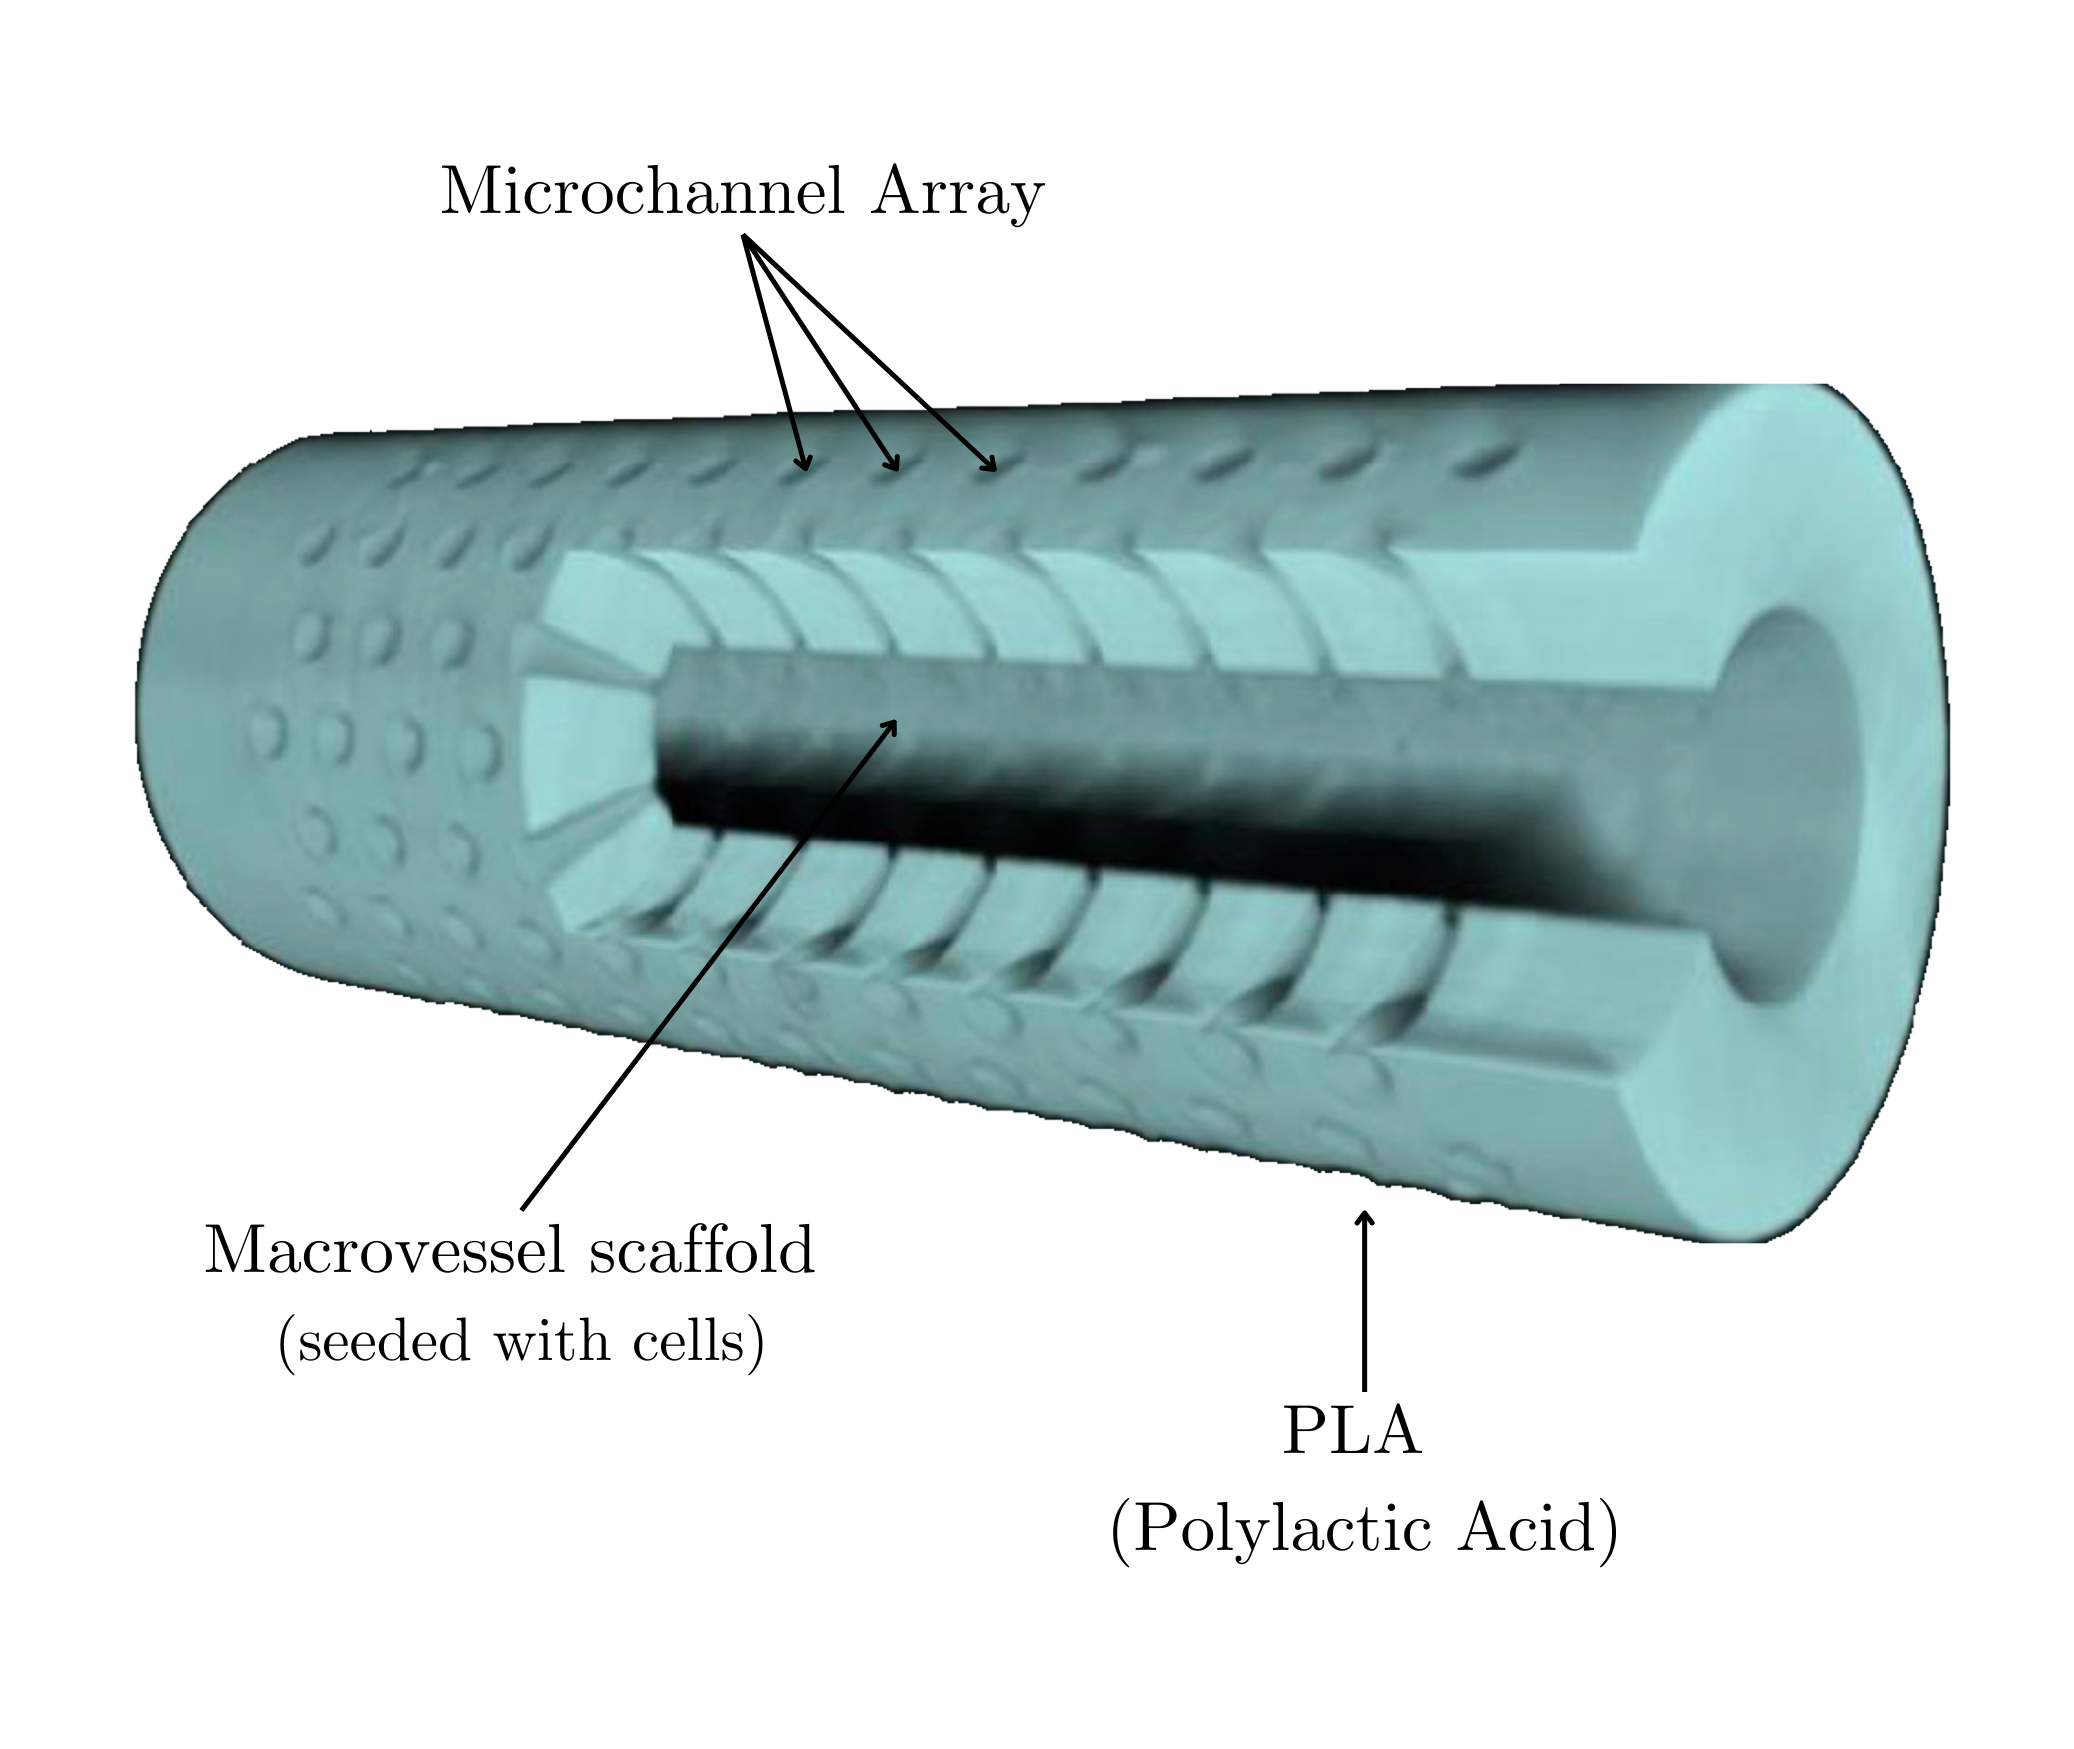 Microchannel Array
Macrovessel scaffold
(seeded with cells)
PLA
(Polylactic Acid)